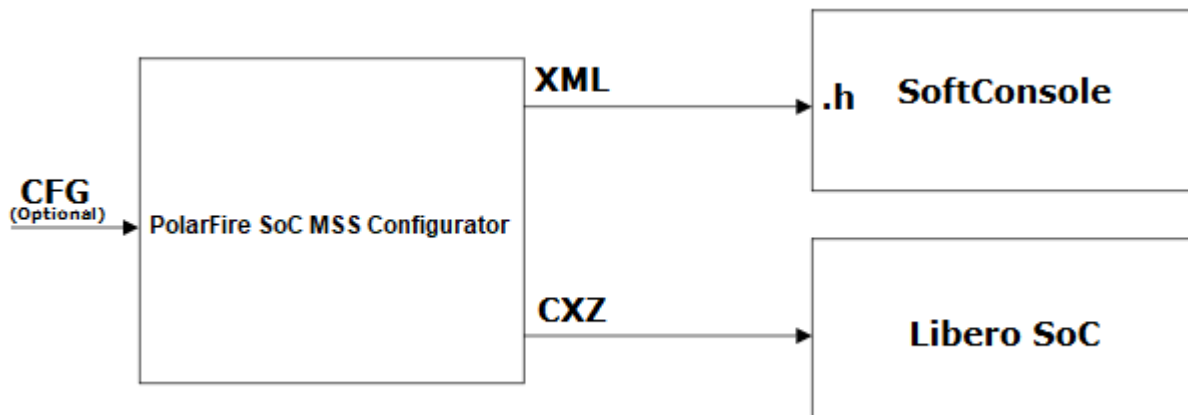 XML
.h SoftConsole
CFG
(Optional)
PolarFire SoC MSS Configurator
CXZ
Libero SoC